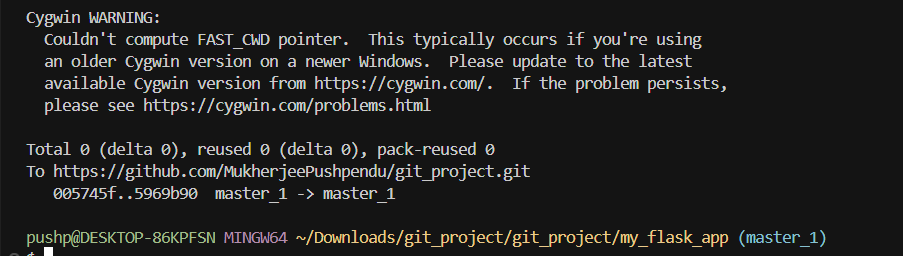 Cygwin WARNING:
Couldn't compute FAST_CWD pointer.  This typically occurs if you're using
an older Cygwin version on a newer Windows.  Please update to the latest
available Cygwin version from https://cygwin.com/.  If the problem persists,
please see https://cygwin.com/problems.html
Total 0 (delta 0), reused 0 (delta 0), pack-reused 0
To https://github.com/MukherjeePushpendu/git_project.git
005745f..5969b90  master_1 -> master_1
pushp@DESKTOP-86KPFSN MINGW64 ~/Downloads/git_project/git_project/my_flask_app (master_1)
$